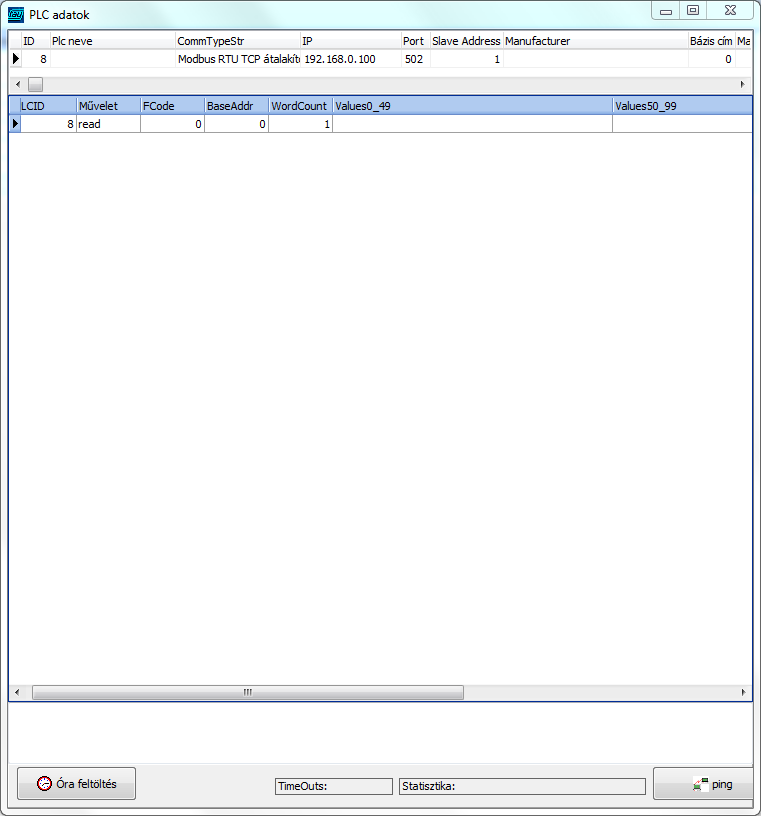 PLC adatok
ID Plc neve CommTypeStr IP Port Slave Address Manufacturer Bázis cím Ma
8 Modbus RTU TCP átalakít 192.168.0.100 502 1 0
LCID Művelet FCode BaseAddr WordCount Values0_49 Values50_99
8 read 0 0 1
Óra feltöltés TimeOuts: Statisztika: ping